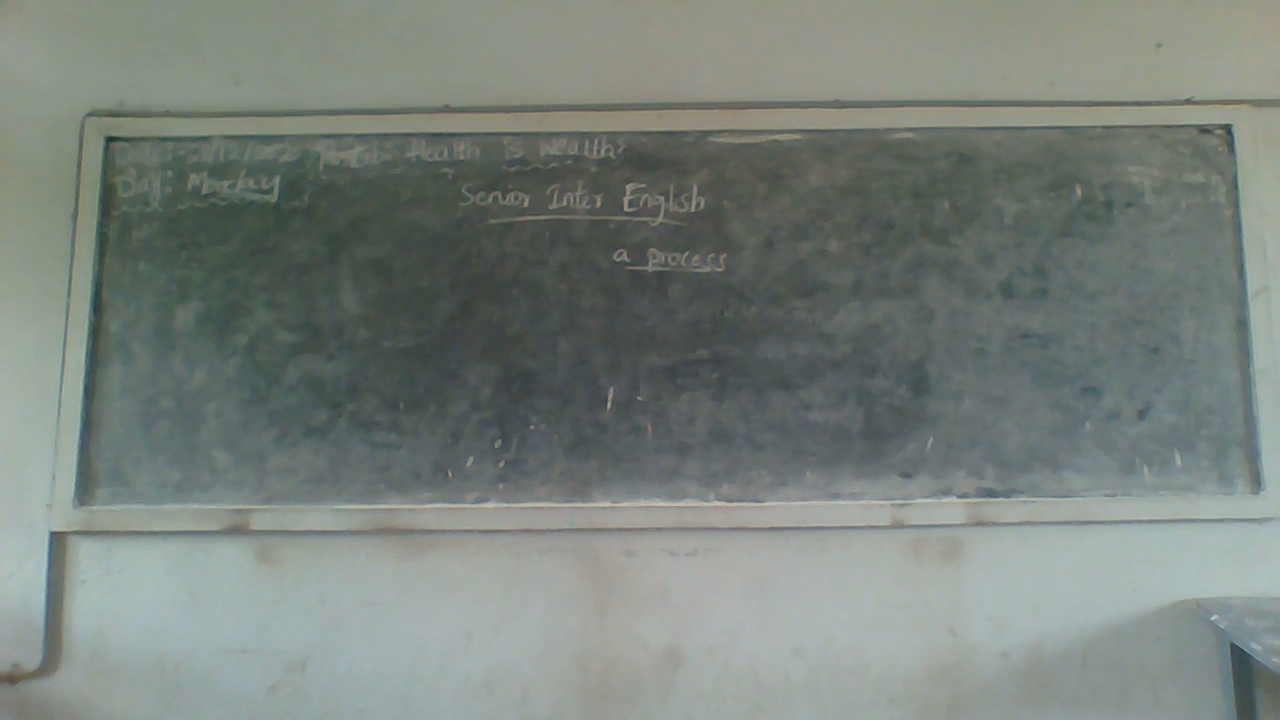 Health is wealth:
Day: Monday
Senior Inter English
a process